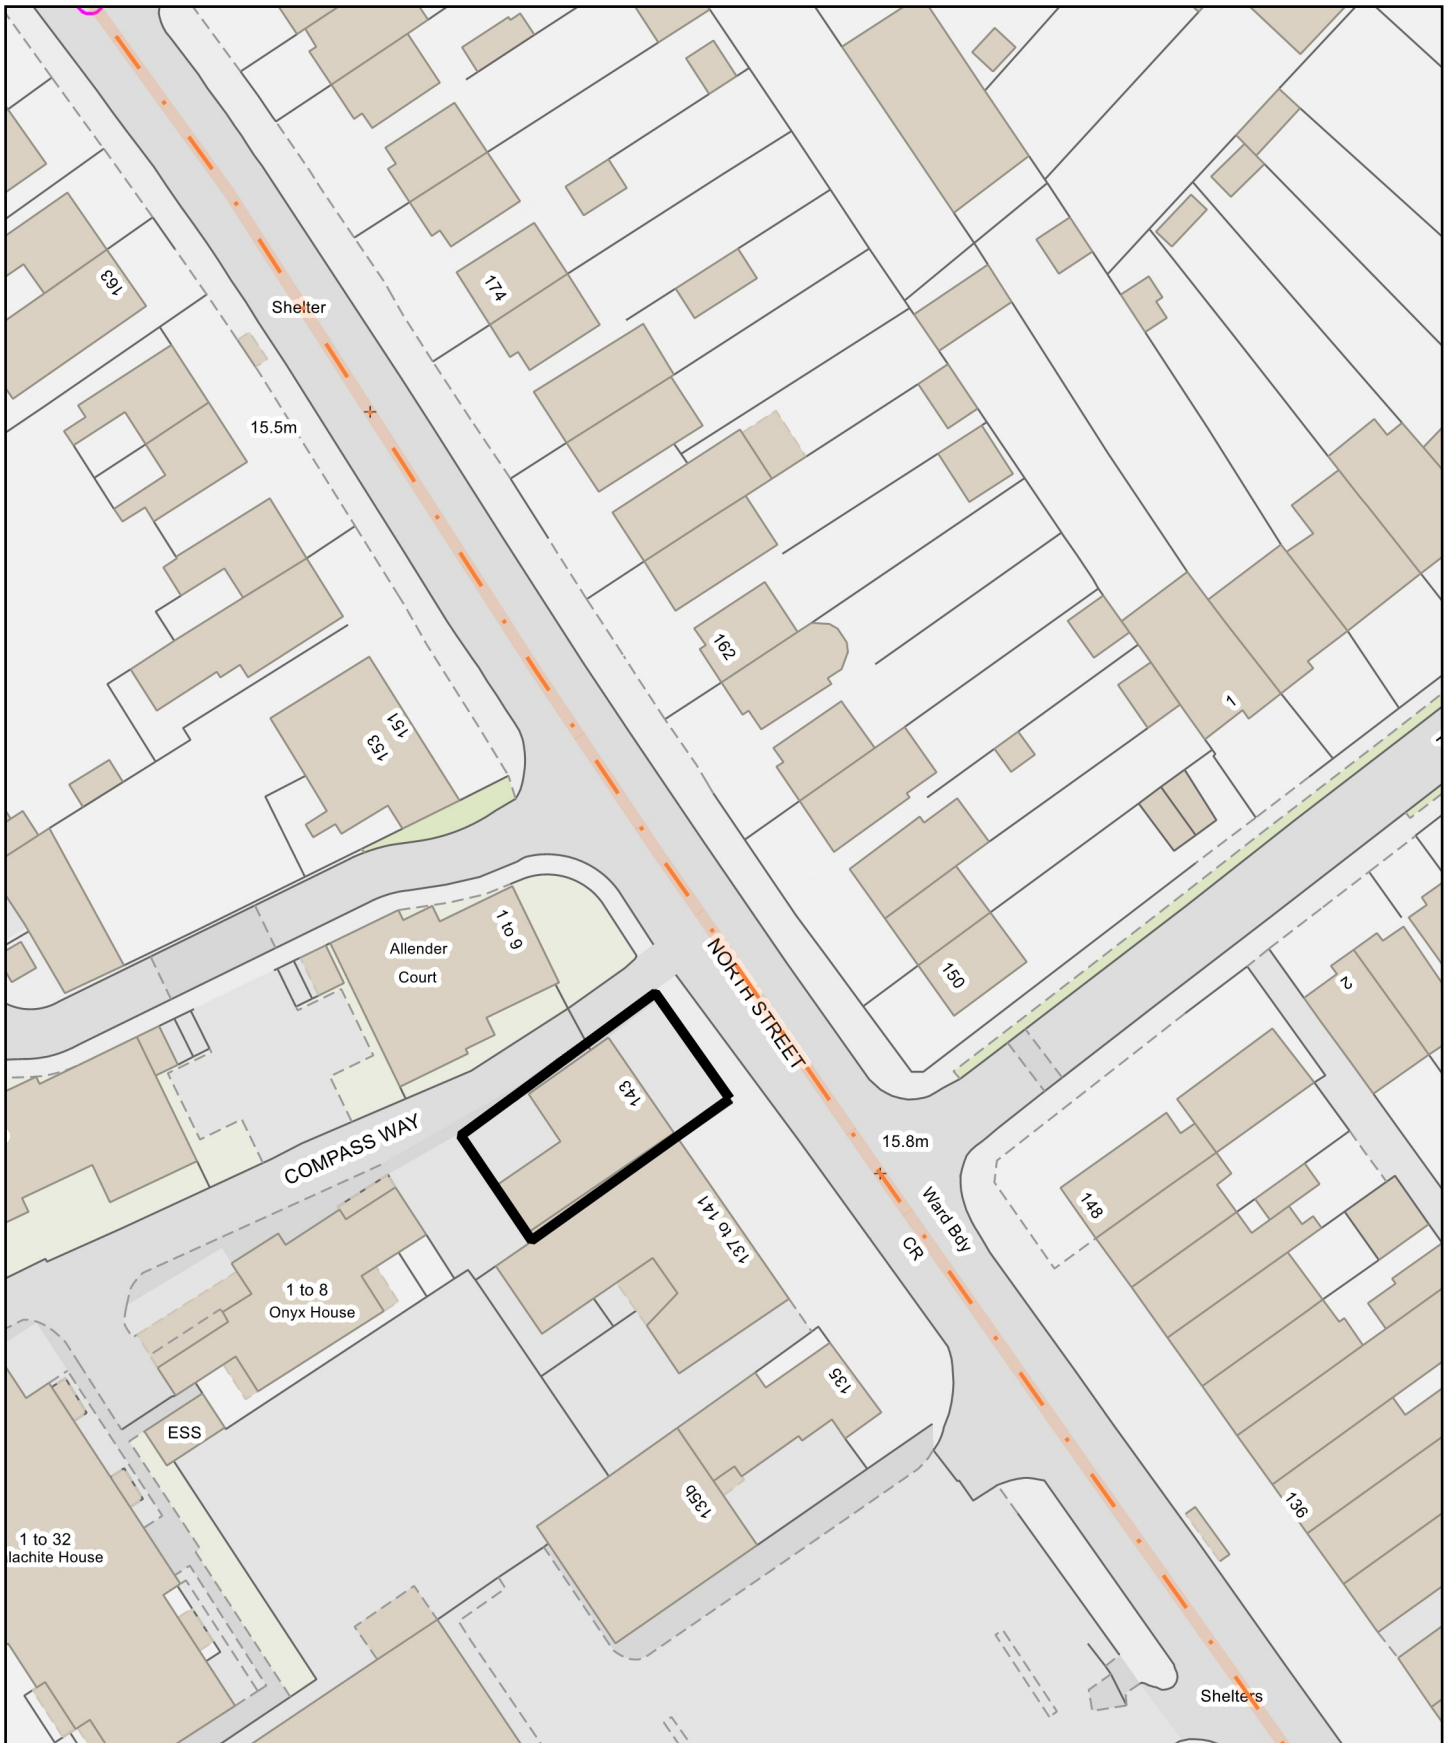 163
Shelter
174
15.5m
162
151
153
1
1 to 9
Allender
Court
NORTH STREET
150
2
143
COMPASS WAY
15.8m
Ward Bdy
CR
148
137 to 141
1 to 8
Onyx House
135
ESS
135b
136
1 to 32
lachite House
Shelters